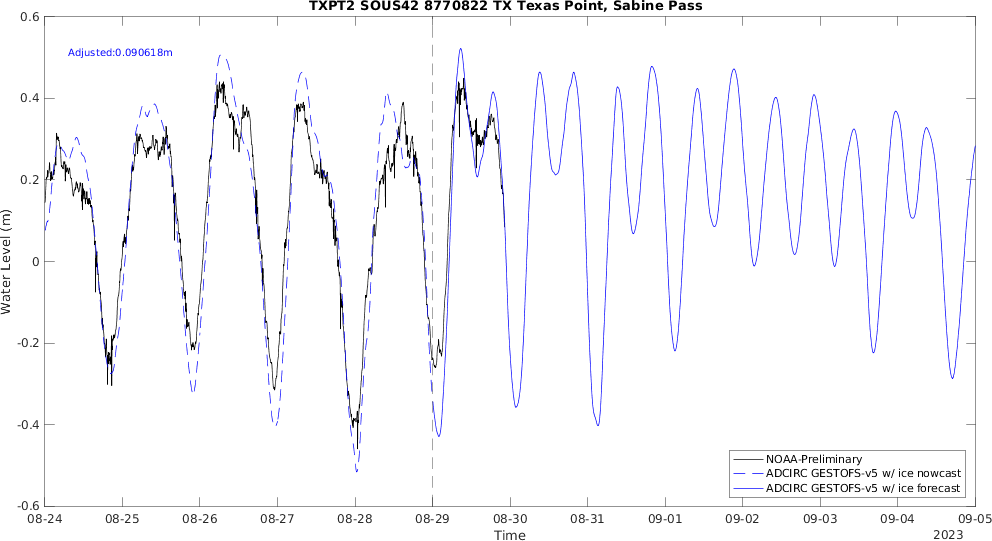 TXPT2 SOUS42 8770822 TX Texas Point, Sabine Pass
Adjusted:0.090618m
Water Level (m)
0.6
0.4
0.2
0
-0.2
-0.4
-0.6
NOAA-Preliminary
ADCIRC GESTOFS-v5 w/ ice nowcast
ADCIRC GESTOFS-v5 w/ ice forecast
08-24 08-25 08-26 08-27 08-28 08-29 08-30 08-31 09-01 09-02 09-03 09-04 09-05
Time
2023